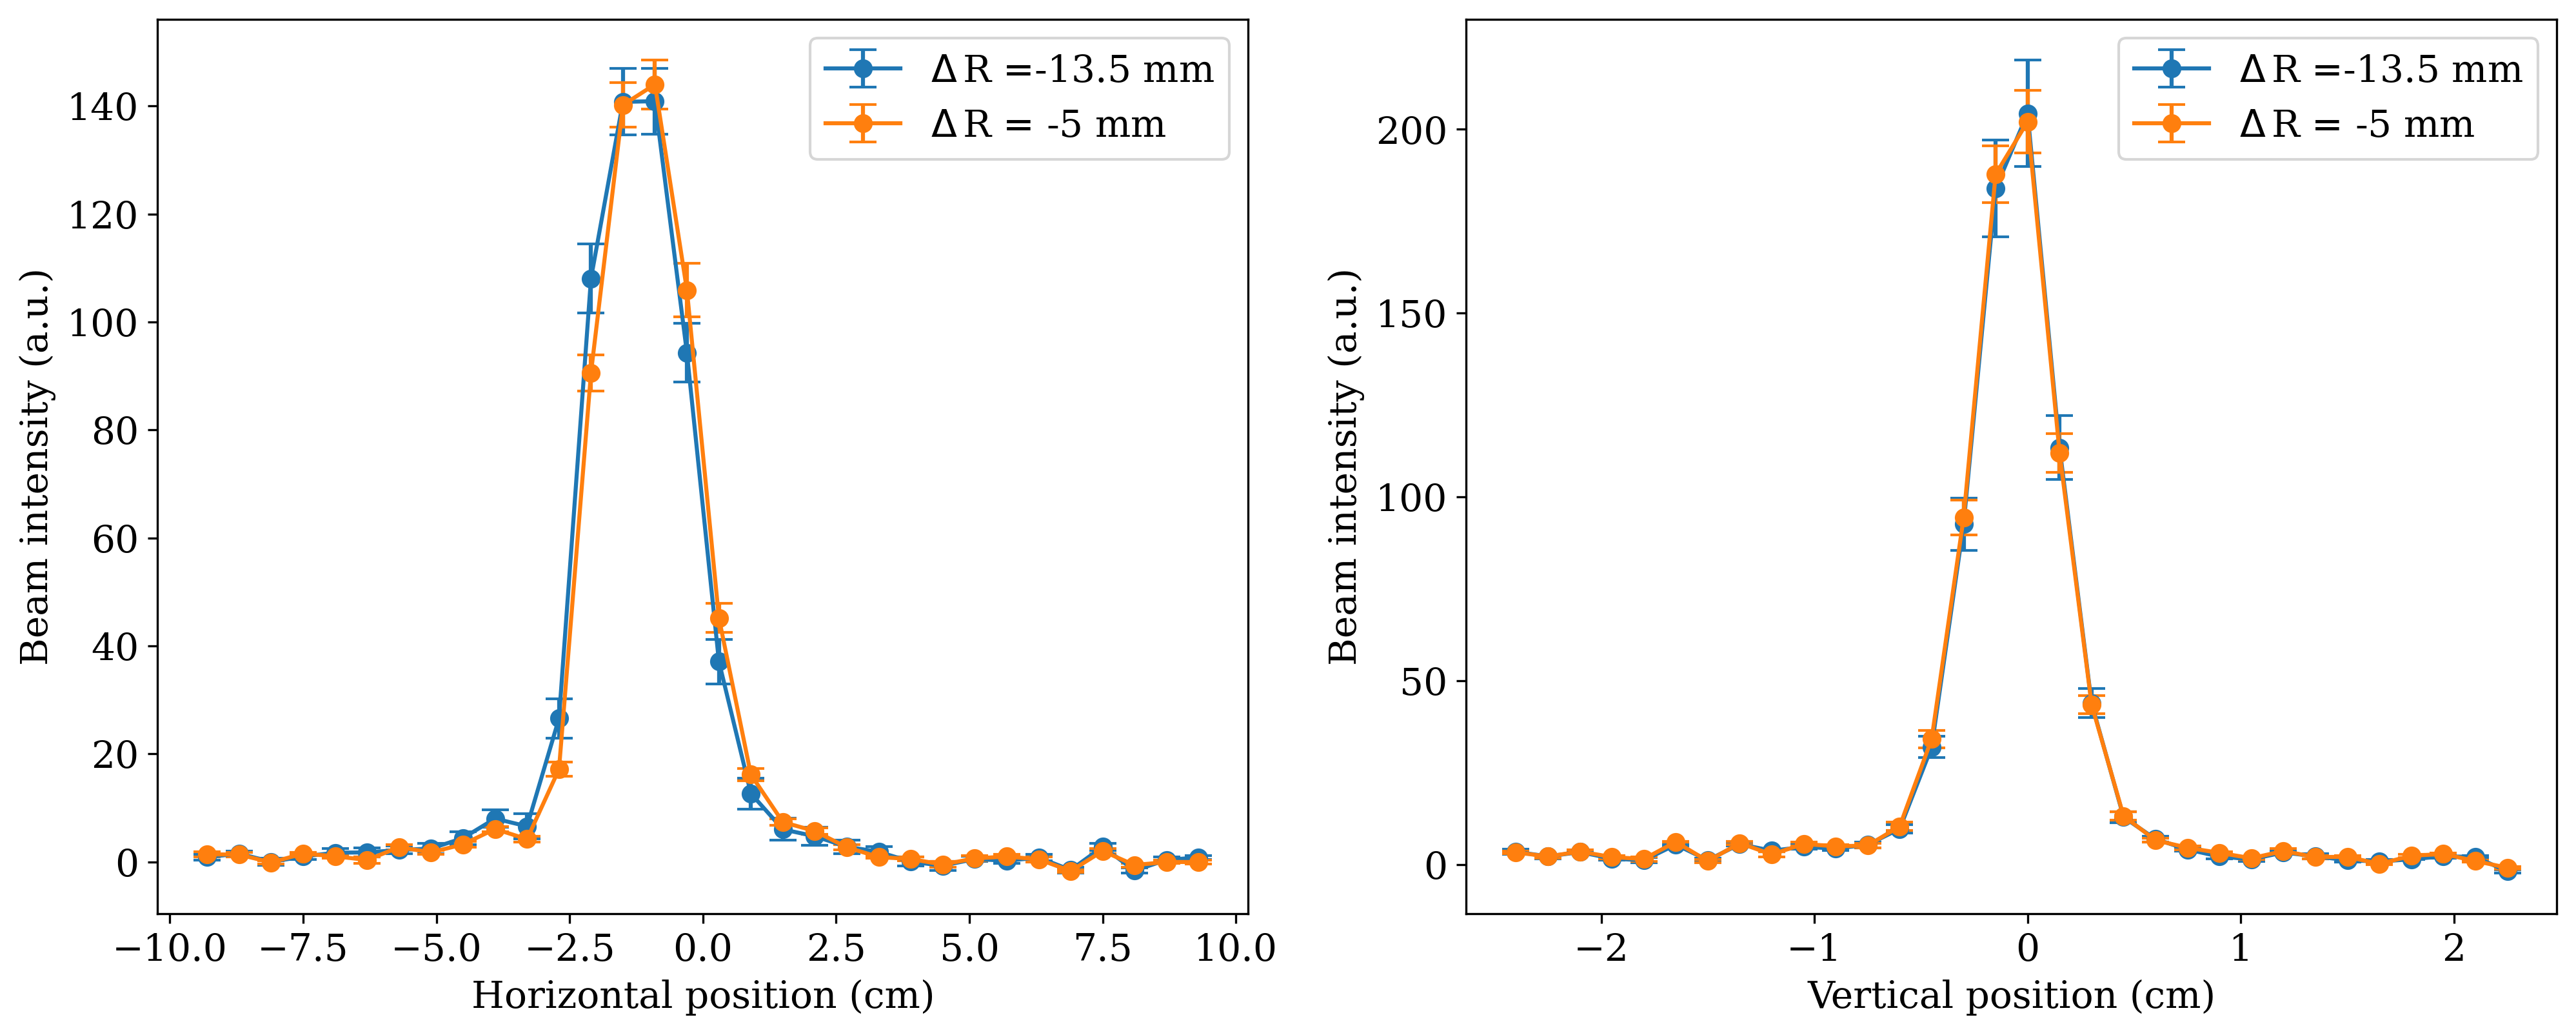 Beam intensity (a.u.)
140
120
100
80
60
40
20
0
Δ R =-13.5 mm
Δ R = -5 mm
−10.0 −7.5 −5.0 −2.5 0.0 2.5 5.0 7.5 10.0
Horizontal position (cm)
Beam intensity (a.u.)
200
150
100
50
0
Δ R =-13.5 mm
Δ R = -5 mm
−2 −1 0 1 2
Vertical position (cm)